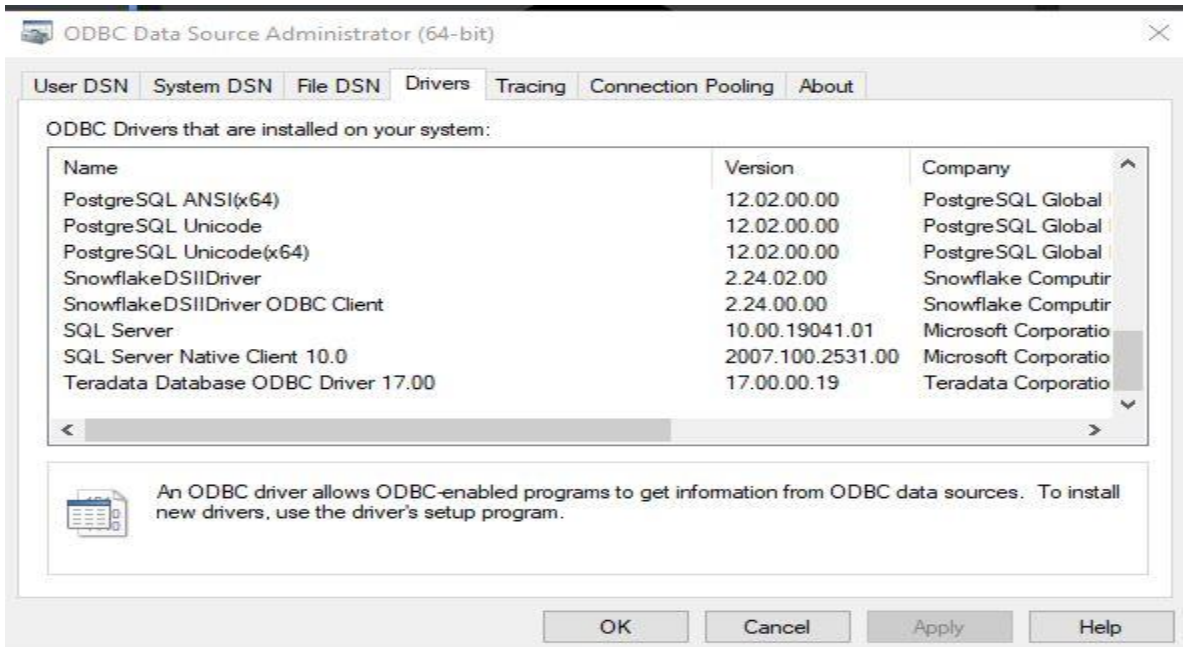 ODBC Data Source Administrator (64-bit)
User DSN System DSN File DSN Drivers Tracing Connection Pooling About
ODBC Drivers that are installed on your system:
Name Version Company
PostgreSQL ANSI(x64) 12.02.00.00 PostgreSQL Global
PostgreSQL Unicode 12.02.00.00 PostgreSQL Global
PostgreSQL Unicode(x64) 12.02.00.00 PostgreSQL Global
SnowflakeDSIIDriver 2.24.02.00 Snowflake Computir
SnowflakeDSIIDriver ODBC Client 2.24.00.00 Snowflake Computir
SQL Server 10.00.19041.01 Microsoft Corporatio
SQL Server Native Client 10.0 2007.100.2531.00 Microsoft Corporatio
Teradata Database ODBC Driver 17.00 17.00.00.19 Teradata Corporatio
An ODBC driver allows ODBC-enabled programs to get information from ODBC data sources. To install
new drivers, use the driver's setup program.
OK Cancel Apply Help